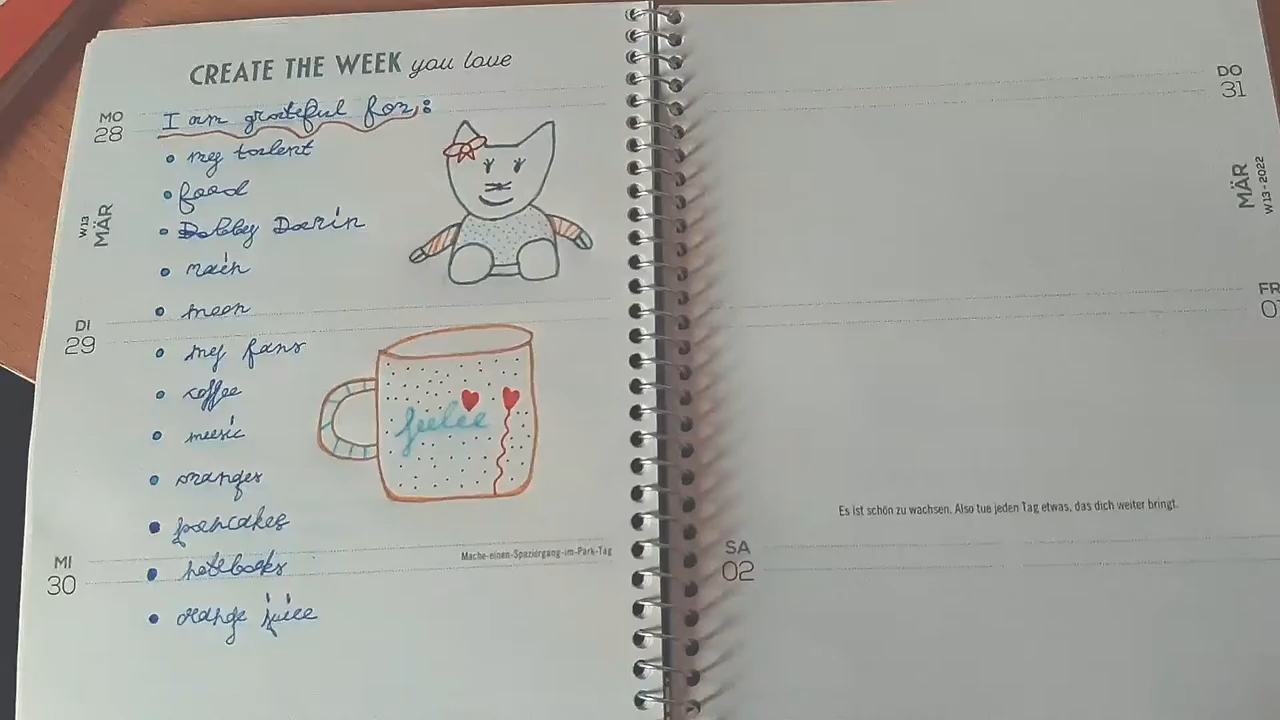 CREATE THE WEEK you love
MO
28
I am grateful for:
my talent
food
Bobby Darin
rain
moon
W13
MÄR
DI
29
my fans
coffee
music
oranges
pancakes
notebooks
orange juice
Julee
Mache-einen-Spaziergang-im-Park-Tag
MI
30
DO
31
MÄR
W13-2022
FR
Es ist schön zu wachsen. Also tue jeden Tag etwas, das dich weiter bringt.
SA
02